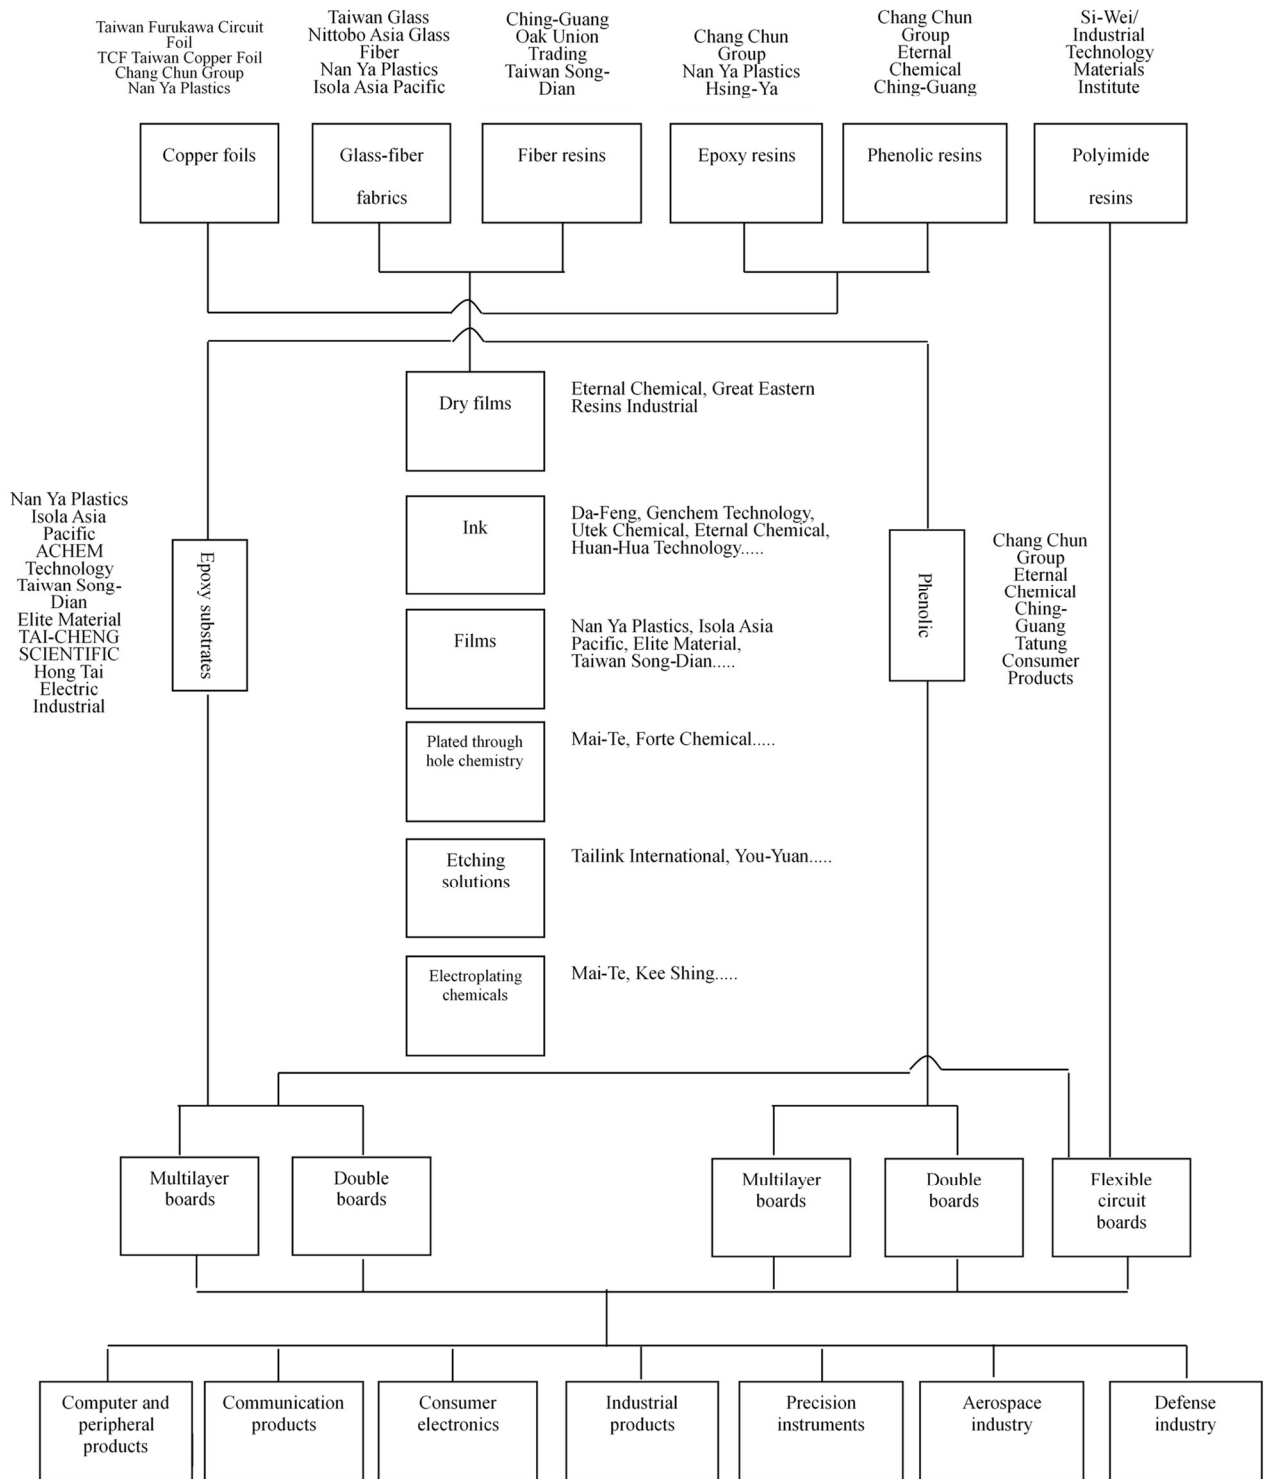 Taiwan Furukawa Circuit
Foil
TCF Taiwan Copper Foil
Chang Chun Group
Nan Ya Plastics
Taiwan Glass
Nittobo Asia Glass
Fiber
Nan Ya Plastics
Isola Asia Pacific
Ching-Guang
Oak Union
Trading
Taiwan Song-
Dian
Chang Chun
Group
Nan Ya Plastics
Hsing-Ya
Chang Chun
Group
Eternal
Chemical
Ching-Guang
Si-Wei/
Industrial
Technology
Materials
Institute
Copper foils
Glass-fiber
fabrics
Fiber resins
Epoxy resins
Phenolic resins
Polyimide
resins
Dry films
Eternal Chemical, Great Eastern
Resins Industrial
Ink
Da-Feng, Genchem Technology,
Utek Chemical, Eternal Chemical,
Huan-Hua Technology.....
Films
Nan Ya Plastics, Isola Asia
Pacific, Elite Material,
Taiwan Song-Dian.....
Plated through
hole chemistry
Mai-Te, Forte Chemical.....
Etching
solutions
Tailink International, You-Yuan.....
Electroplating
chemicals
Mai-Te, Kee Shing.....
Nan Ya Plastics
Isola Asia
Pacific
ACHEM
Technology
Taiwan Song-
Dian
Elite Material
TAI-CHENG
SCIENTIFIC
Hong Tai
Electric
Industrial
Epoxy substrates
Phenolic
Chang Chun
Group
Eternal
Chemical
Ching-
Guang
Tatung
Consumer
Products
Multilayer
boards
Double
boards
Multilayer
boards
Double
boards
Flexible
circuit
boards
Computer and
peripheral
products
Communication
products
Consumer
electronics
Industrial
products
Precision
instruments
Aerospace
industry
Defense
industry